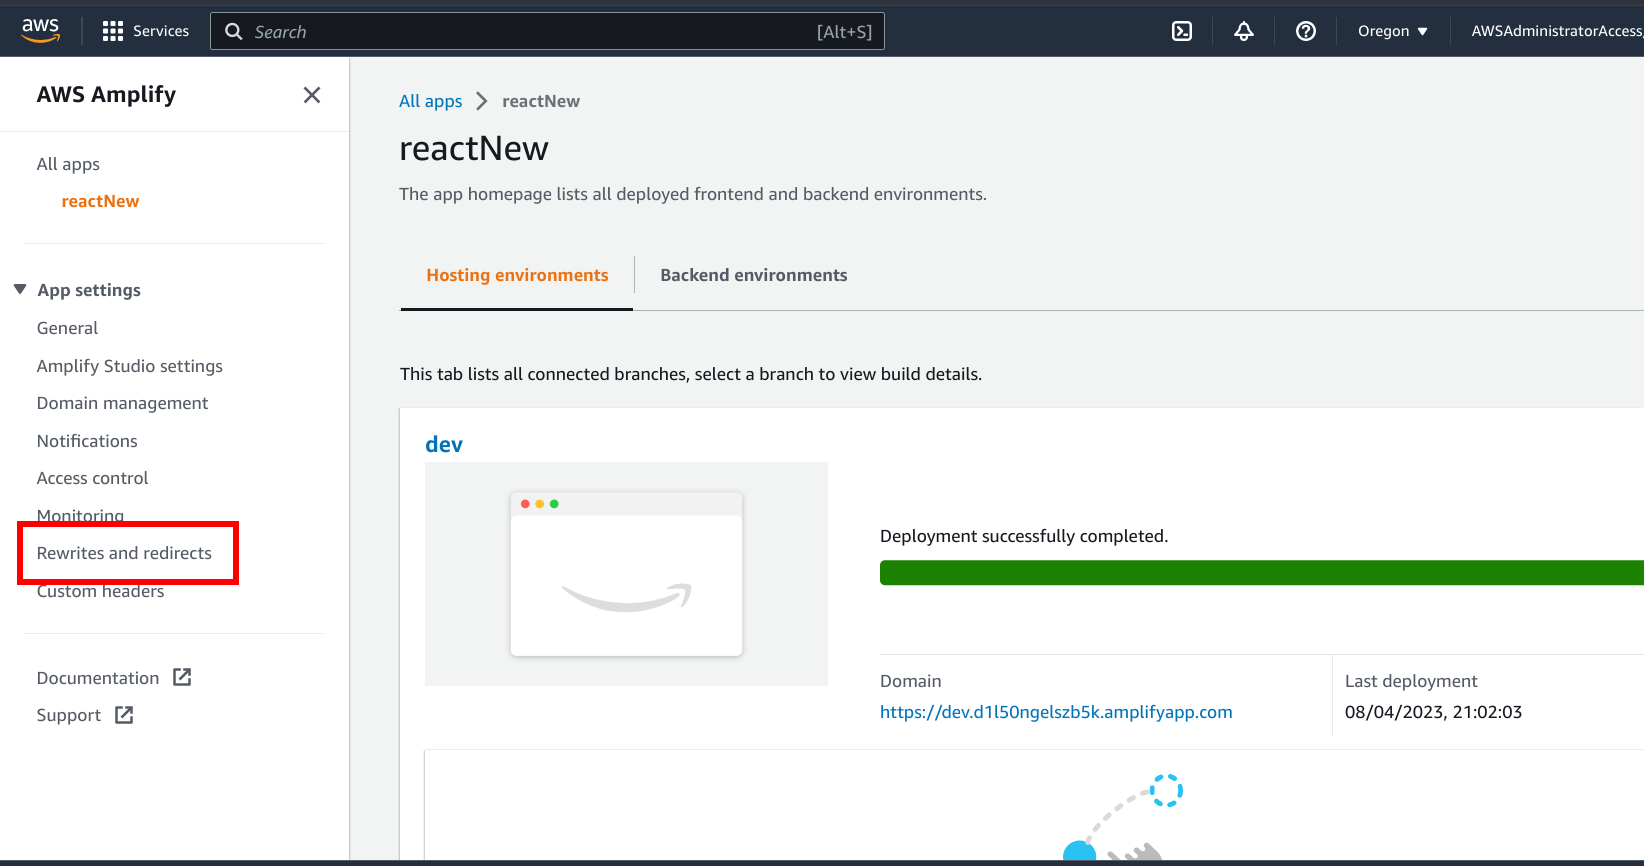 aws
Services
Search
[Alt+S]
Oregon ▼
AWSAdministratorAccess
AWS Amplify
All apps
reactNew
App settings
General
Amplify Studio settings
Domain management
Notifications
Access control
Monitoring
Rewrites and redirects
Custom headers
Documentation
Support
All apps > reactNew
reactNew
The app homepage lists all deployed frontend and backend environments.
Hosting environments
Backend environments
This tab lists all connected branches, select a branch to view build details.
dev
Deployment successfully completed.
Domain
https://dev.d1l50ngelszb5k.amplifyapp.com
Last deployment
08/04/2023, 21:02:03